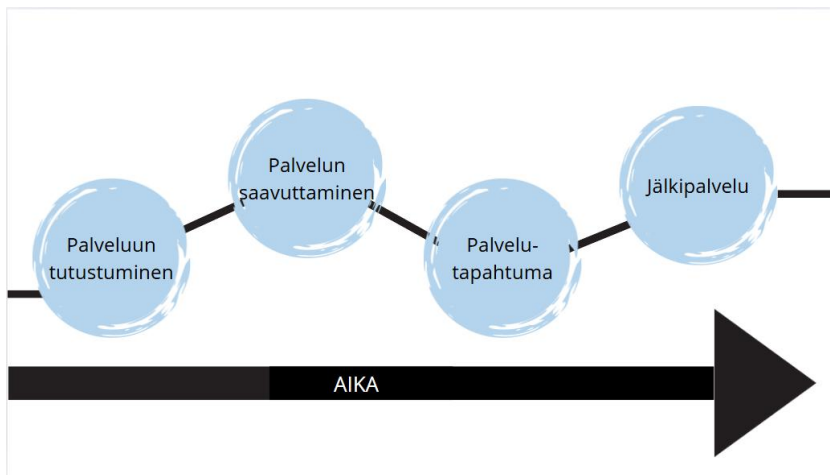 Palveluun
tutustuminen
Palvelun
saavuttaminen
Palvelu-
tapahtuma
Jälkipalvelu
AIKA